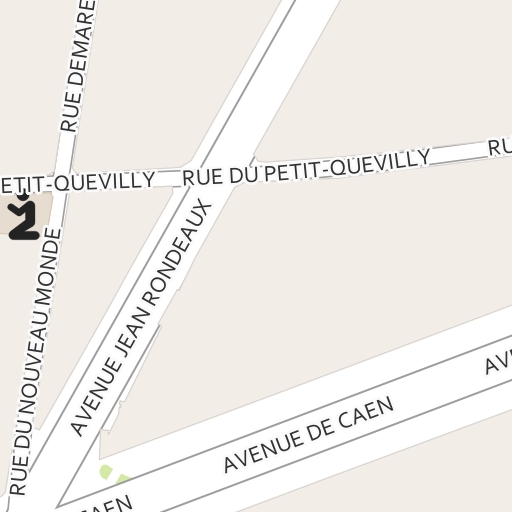 RUE DEMARE
ETIT-QUEVILLY
RUE DU PETIT-QUEVILLY
RU
RUE DU NOUVEAU MONDE
AVENUE JEAN RONDEAUX
AVENUE DE CAEN
AVE
CAEN